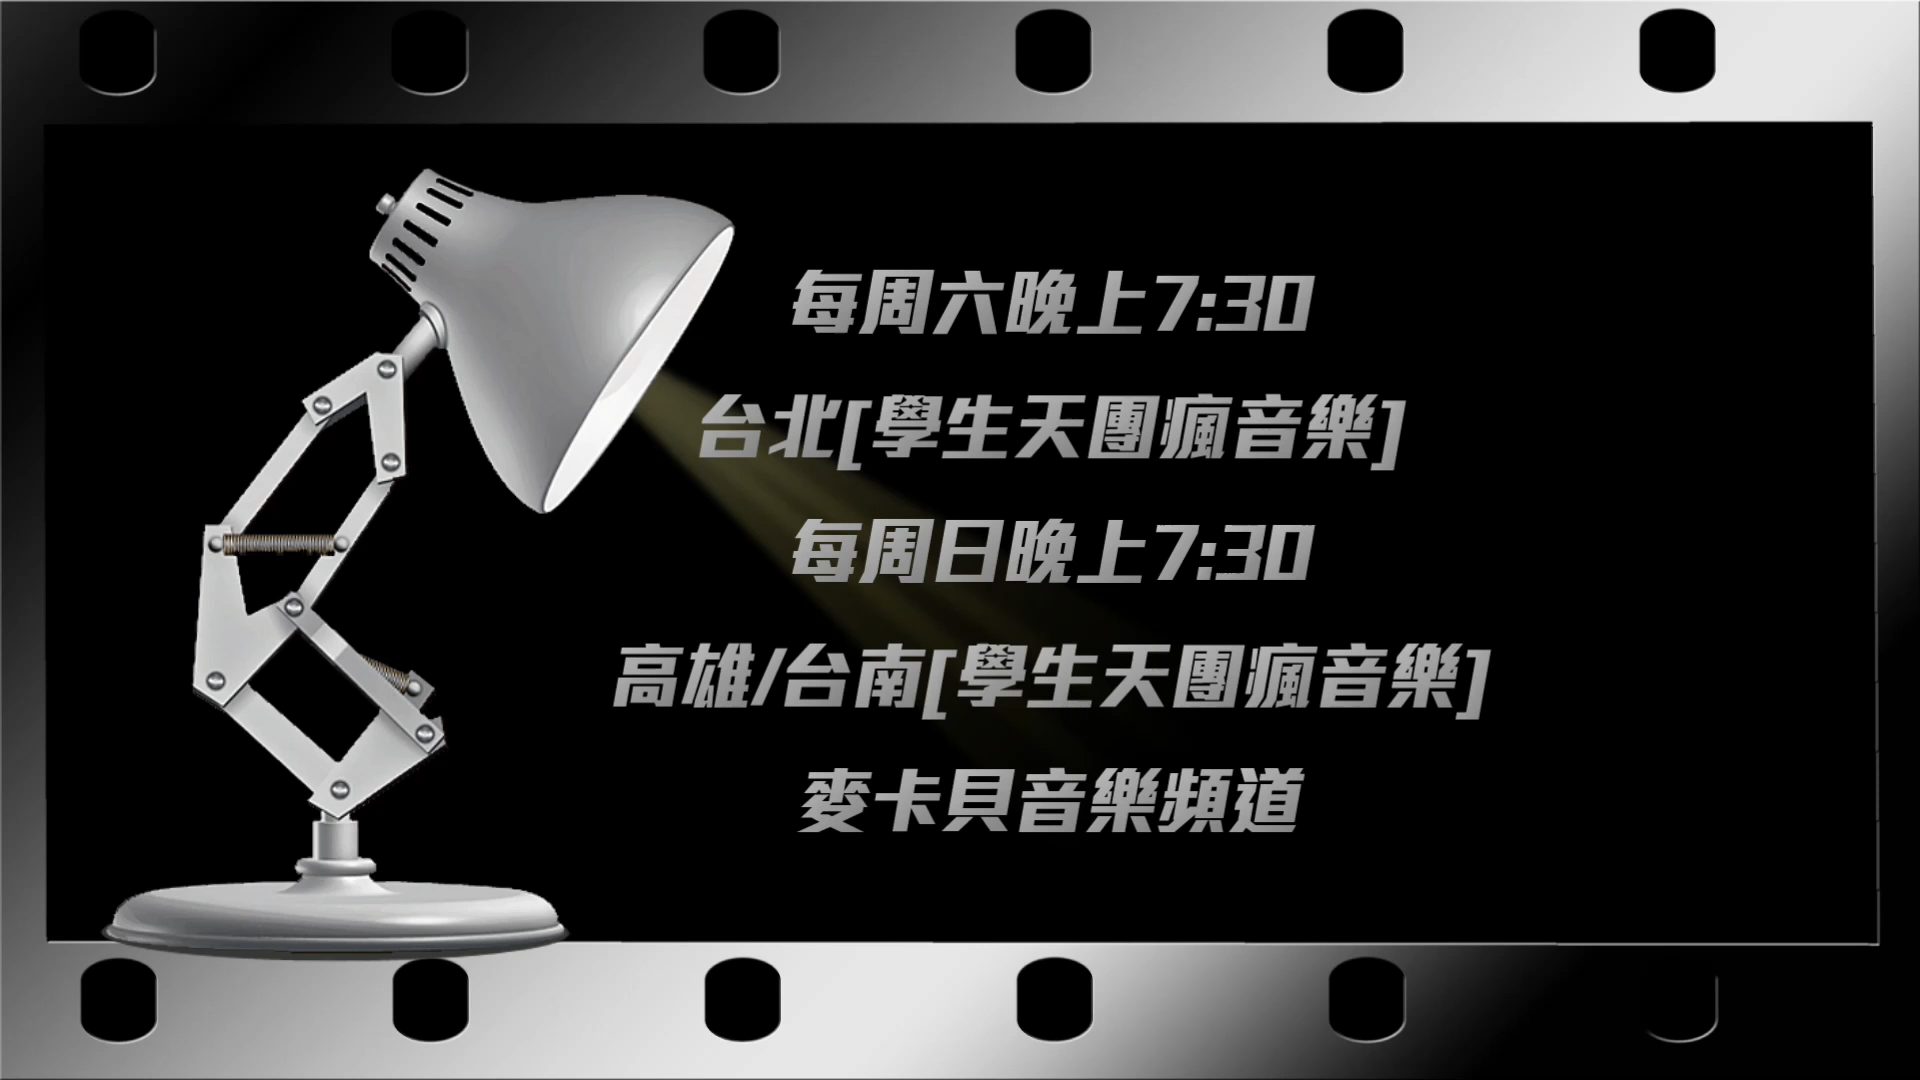 每周六晚上7:30
台北[學生天團瘋音樂]
每周日晚上7:30
高雄/台南[學生天團瘋音樂]
麥卡貝音樂頻道